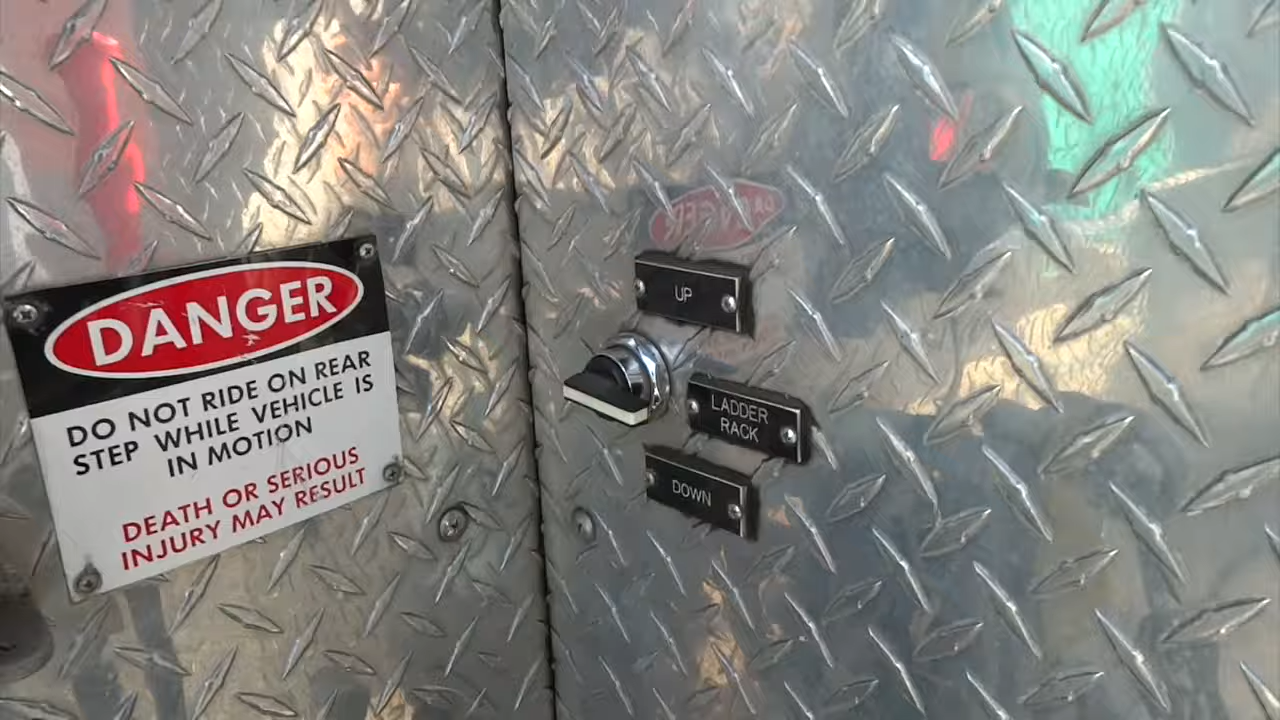 DANGER
DO NOT RIDE ON REAR
STEP WHILE VEHICLE IS
IN MOTION
DEATH OR SERIOUS
INJURY MAY RESULT
UP
LADDER
RACK
DOWN